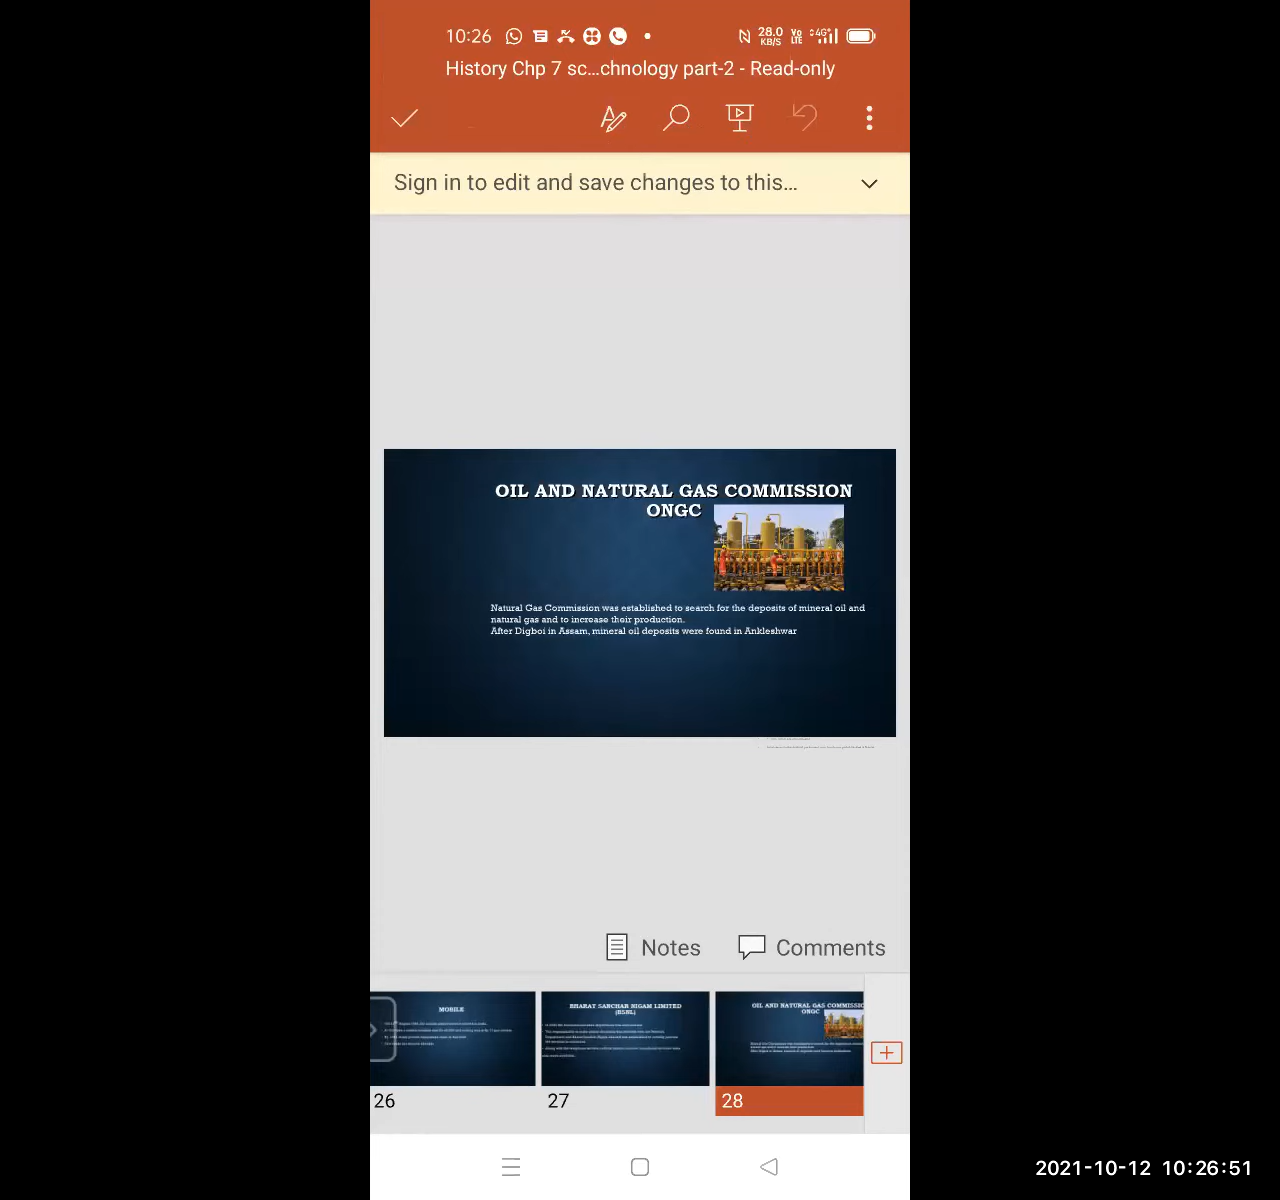 10:26
28.0
KB/S
Vo
LTE
4G+
History Chp 7 sc...chnology part-2 - Read-only
Sign in to edit and save changes to this...
OIL AND NATURAL GAS COMMISSION
ONGC
Natural Gas Commission was established to search for the deposits of mineral oil and
natural gas and to increase their production.
After Digboi in Assam, mineral oil deposits were found in Ankleshwar
Notes
Comments
MOBILE
BHARAT SANCHAR NIGAM LIMITED
(BSNL)
OIL AND NATURAL GAS COMMISSIO
ONGC
26
27
28
2021-10-12 10:26:51